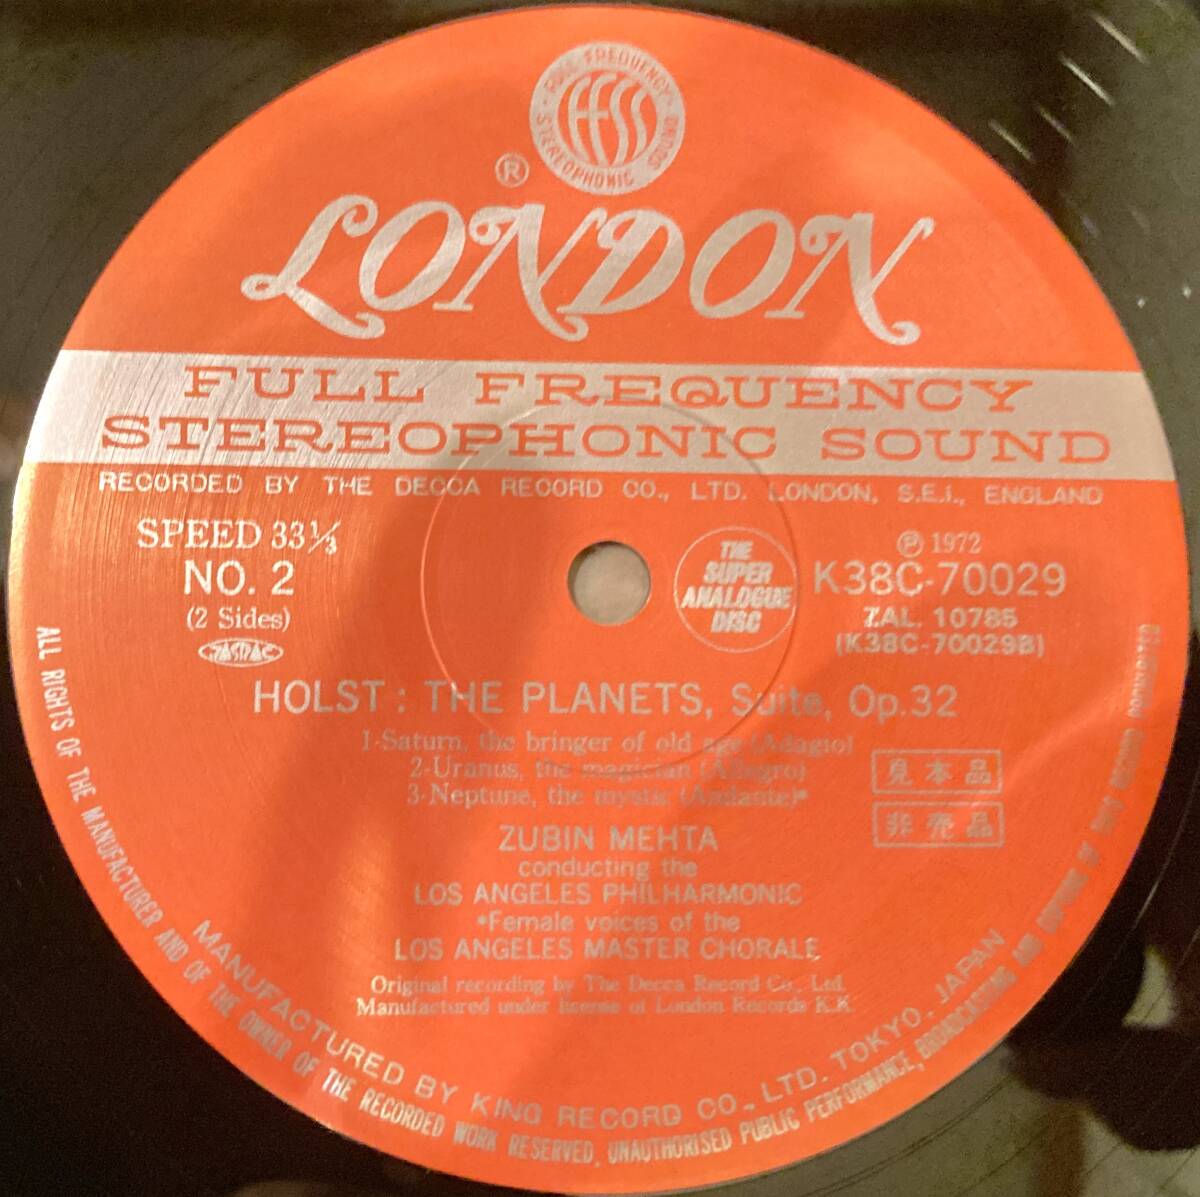 FULL FREQUENCY
STEREOPHONIC SOUND
FFSS
®
LONDON
FULL FREQUENCY
STEREOPHONIC SOUND
RECORDED BY THE DECCA RECORD CO., LTD. LONDON, S.E.i., ENGLAND
SPEED 33⅓
NO. 2
(2 Sides)
JASRAC
THE
SUPER
ANALOGUE
DISC
℗ 1972
K38C-70029
ZAL. 10785
(K38C-70029B)
HOLST : THE PLANETS, Suite, Op.32
1-Saturn, the bringer of old age (Adagio)
2-Uranus, the magician (Allegro)
3-Neptune, the mystic (Andante)*
見本品
非売品
ZUBIN MEHTA
conducting the
LOS ANGELES PHILHARMONIC
*Female voices of the
LOS ANGELES MASTER CHORALE
Original recording by The Decca Record Co., Ltd.
Manufactured under license of London Records K.K.
MANUFACTURED BY KING RECORD CO., LTD. TOKYO, JAPAN
ALL RIGHTS OF THE MANUFACTURER AND OF THE OWNER OF THE RECORDED WORK RESERVED. UNAUTHORISED PUBLIC PERFORMANCE, BROADCASTING AND COPYING OF THIS RECORD PROHIBITED